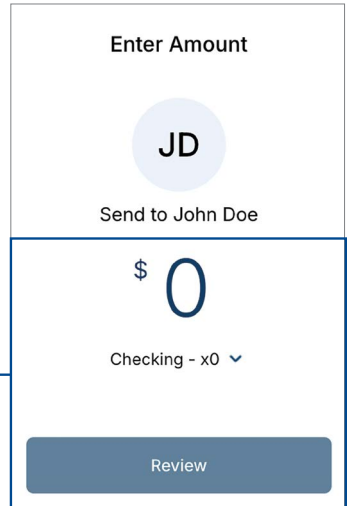 Enter Amount
JD
Send to John Doe
$ 0
Checking - x0
Review